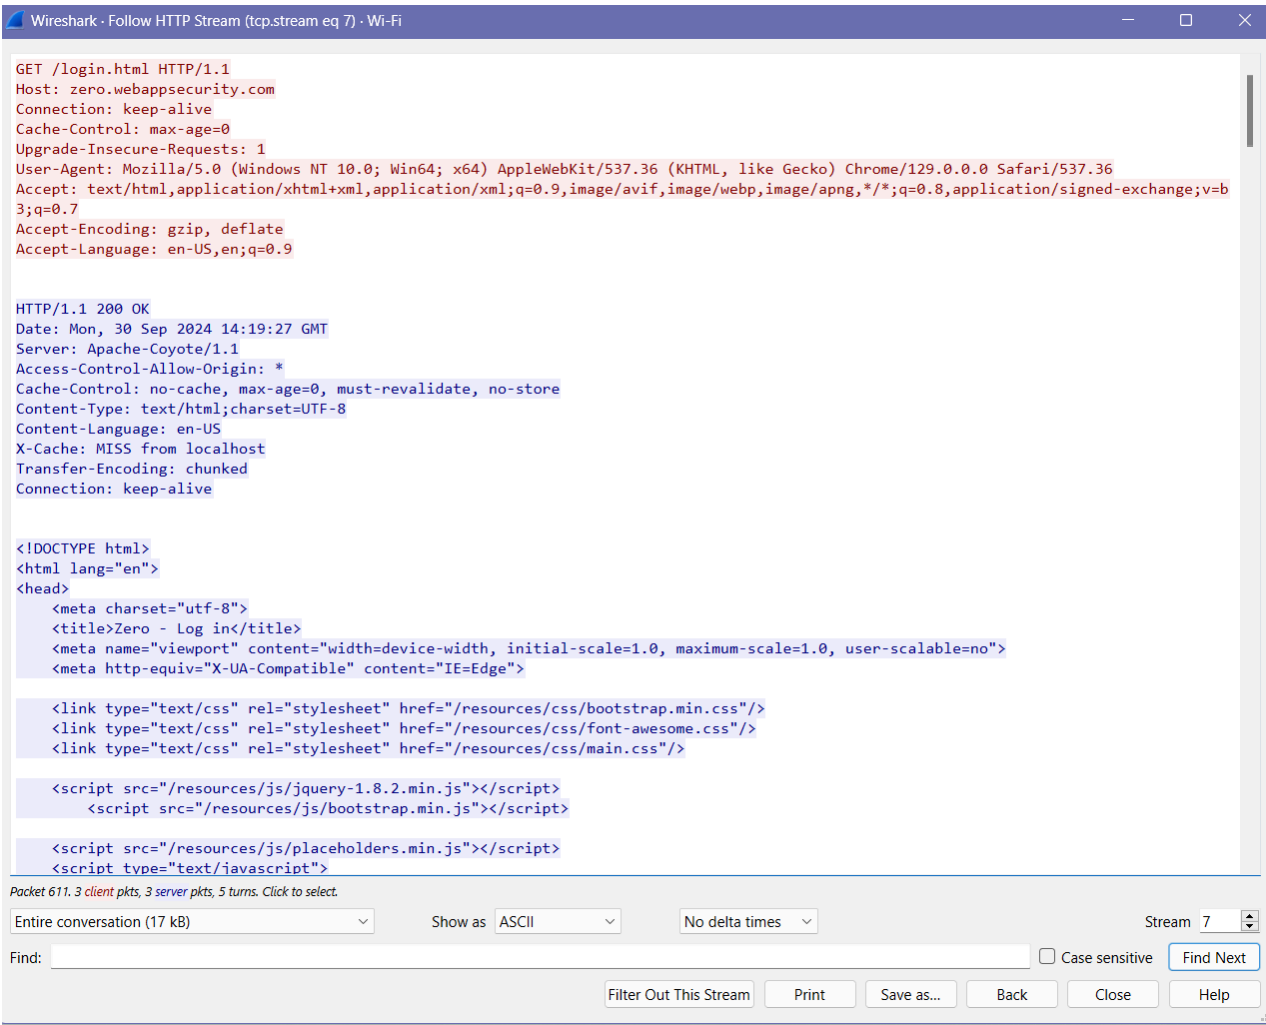 Wireshark · Follow HTTP Stream (tcp.stream eq 7) · Wi-Fi
GET /login.html HTTP/1.1
Host: zero.webappsecurity.com
Connection: keep-alive
Cache-Control: max-age=0
Upgrade-Insecure-Requests: 1
User-Agent: Mozilla/5.0 (Windows NT 10.0; Win64; x64) AppleWebKit/537.36 (KHTML, like Gecko) Chrome/129.0.0.0 Safari/537.36
Accept: text/html,application/xhtml+xml,application/xml;q=0.9,image/avif,image/webp,image/apng,*/*;q=0.8,application/signed-exchange;v=b
3;q=0.7
Accept-Encoding: gzip, deflate
Accept-Language: en-US,en;q=0.9
HTTP/1.1 200 OK
Date: Mon, 30 Sep 2024 14:19:27 GMT
Server: Apache-Coyote/1.1
Access-Control-Allow-Origin: *
Cache-Control: no-cache, max-age=0, must-revalidate, no-store
Content-Type: text/html;charset=UTF-8
Content-Language: en-US
X-Cache: MISS from localhost
Transfer-Encoding: chunked
Connection: keep-alive
<!DOCTYPE html>
<html lang="en">
<head>
    <meta charset="utf-8">
    <title>Zero - Log in</title>
    <meta name="viewport" content="width=device-width, initial-scale=1.0, maximum-scale=1.0, user-scalable=no">
    <meta http-equiv="X-UA-Compatible" content="IE=Edge">
    <link type="text/css" rel="stylesheet" href="/resources/css/bootstrap.min.css"/>
    <link type="text/css" rel="stylesheet" href="/resources/css/font-awesome.css"/>
    <link type="text/css" rel="stylesheet" href="/resources/css/main.css"/>
    <script src="/resources/js/jquery-1.8.2.min.js"></script>
        <script src="/resources/js/bootstrap.min.js"></script>
    <script src="/resources/js/placeholders.min.js"></script>
    <script type="text/javascript">
Packet 611. 3 client pkts, 3 server pkts, 5 turns. Click to select.
Entire conversation (17 kB) Show as ASCII No delta times Stream 7
Find: Case sensitive Find Next
Filter Out This Stream Print Save as... Back Close Help